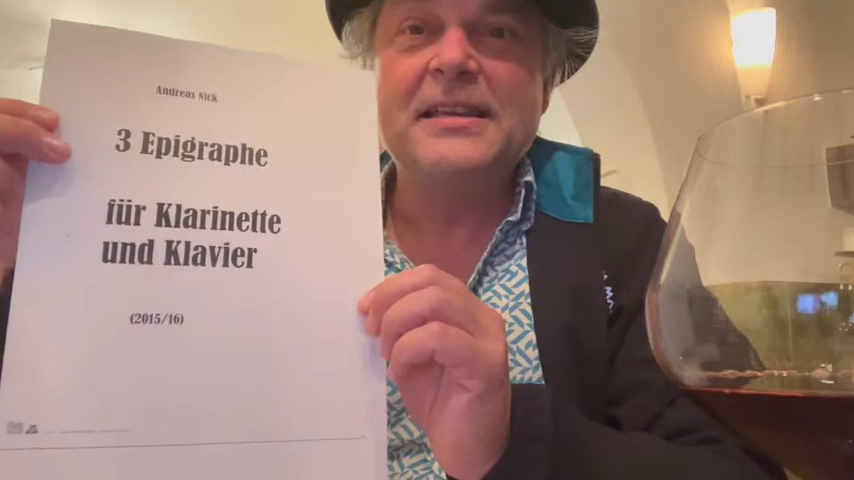 Andreas Nick
3 Epigraphe
für Klarinette
und Klavier
(2015/16)